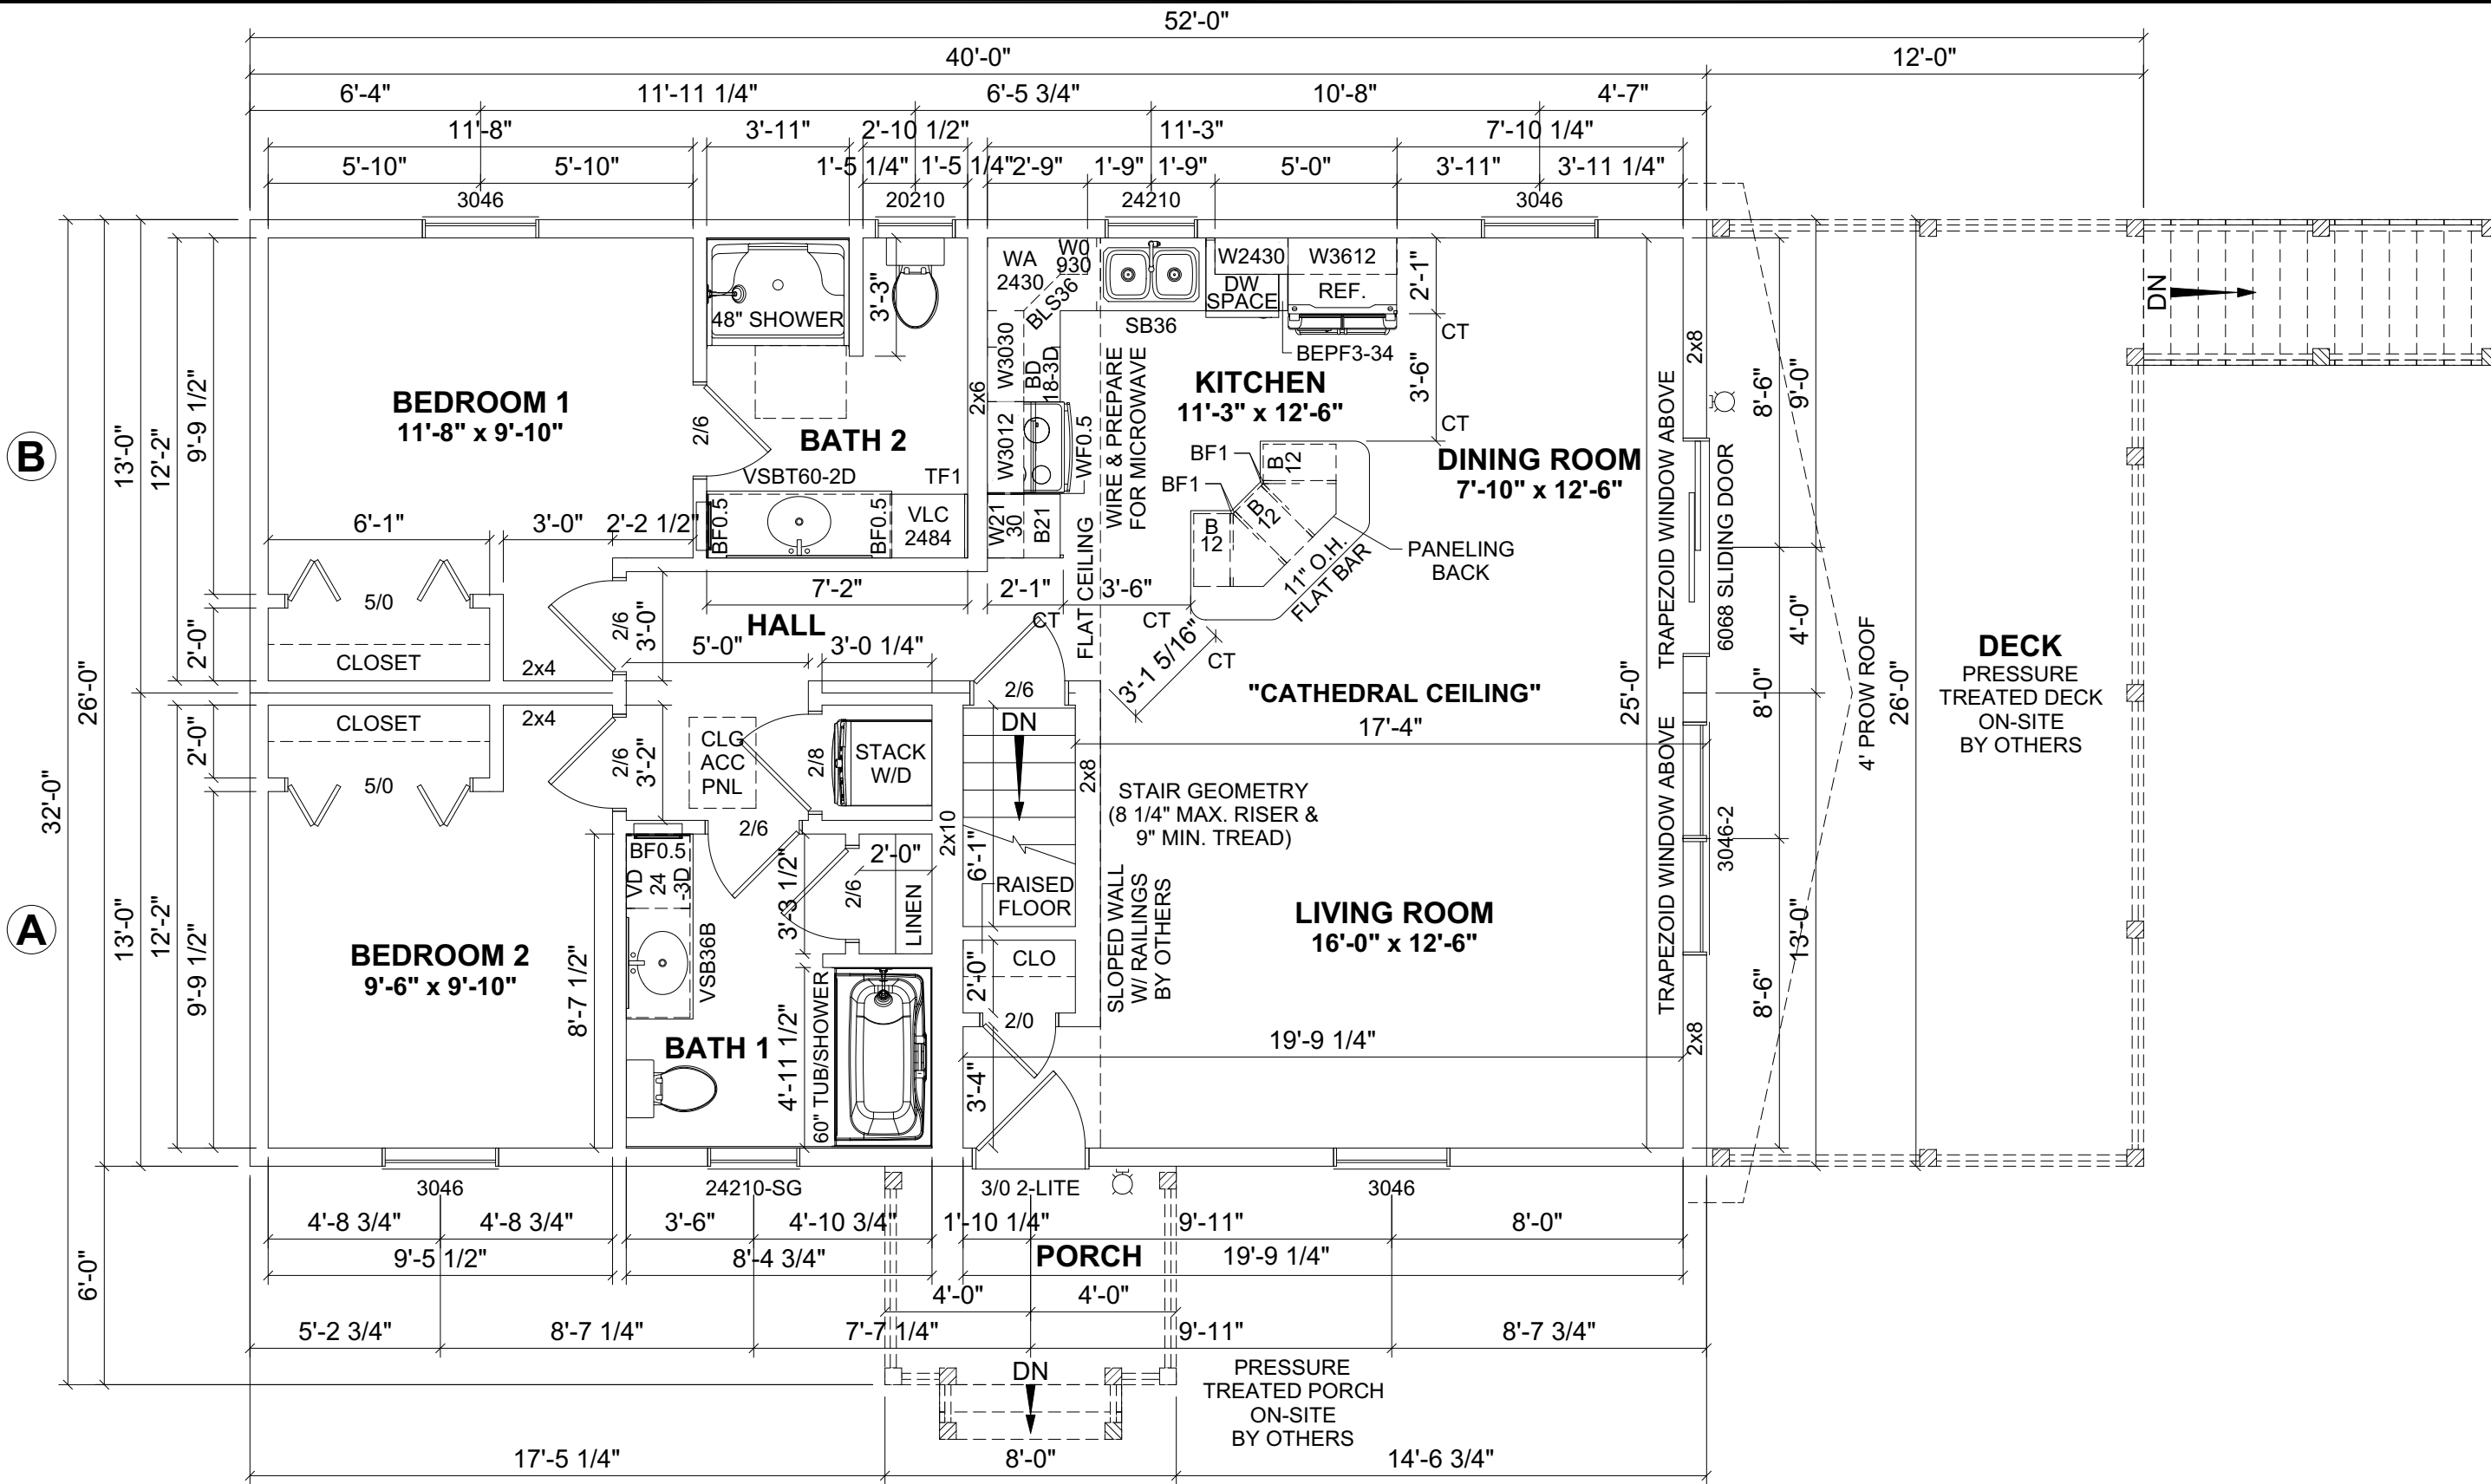 52'-0"
40'-0"
12'-0"
6'-4"
11'-11 1/4"
6'-5 3/4"
10'-8"
4'-7"
11'-8"
3'-11"
2'-10 1/2"
11'-3"
7'-10 1/4"
5'-10"
5'-10"
1'-5 1/4"
1'-5 1/4"
2'-9"
1'-9"
1'-9"
5'-0"
3'-11"
3'-11 1/4"
3046
20210
24210
3046
WA
2430
W0
930
W2430
W3612
DW
SPACE
REF.
2'-1"
DN
48" SHOWER
3'-3"
BLS36
SB36
BEPF3-34
CT
2x8
W3030
BD
18-3D
WIRE & PREPARE
FOR MICROWAVE
KITCHEN
11'-3" x 12'-6"
3'-6"
CT
TRAPEZOID WINDOW ABOVE
8'-6"
9'-0"
BEDROOM 1
11'-8" x 9'-10"
2/6
BATH 2
2x6
W3012
WF0.5
BF1
BF1
B
12
B
12
B
12
DINING ROOM
7'-10" x 12'-6"
B
13'-0"
12'-2"
9'-9 1/2"
VSBT60-2D
TF1
BF0.5
BF0.5
VLC
2484
W21
30
B21
FLAT CEILING
11" O.H.
FLAT BAR
PANELING
BACK
6068 SLIDING DOOR
6'-1"
3'-0"
2'-2 1/2"
5/0
7'-2"
2'-1"
3'-6"
CT
CT
CT
3'-1 5/16"
2'-0"
CLOSET
2x4
2/6
3'-0"
HALL
5'-0"
3'-0 1/4"
2/6
4'-0"
4' PROW ROOF
DECK
PRESSURE
TREATED DECK
ON-SITE
BY OTHERS
26'-0"
32'-0"
26'-0"
25'-0"
8'-0"
"CATHEDRAL CEILING"
17'-4"
CLOSET
2x4
2'-0"
5/0
2/6
3'-2"
CLG
ACC
PNL
2/8
STACK
W/D
DN
2x8
STAIR GEOMETRY
(8 1/4" MAX. RISER &
9" MIN. TREAD)
TRAPEZOID WINDOW ABOVE
3046-2
2/6
BF0.5
VD
24
-3D
3'-3 1/2"
2'-0"
2/6
LINEN
2x10
6'-1"
RAISED
FLOOR
SLOPED WALL
W/ RAILINGS
BY OTHERS
LIVING ROOM
16'-0" x 12'-6"
A
13'-0"
12'-2"
9'-9 1/2"
BEDROOM 2
9'-6" x 9'-10"
8'-7 1/2"
VSB36B
2'-0"
CLO
2/0
13'-0"
8'-6"
2x8
BATH 1
4'-11 1/2"
60" TUB/SHOWER
3'-4"
19'-9 1/4"
3046
24210-SG
3/0 2-LITE
3046
4'-8 3/4"
4'-8 3/4"
3'-6"
4'-10 3/4"
1'-10 1/4"
9'-11"
8'-0"
6'-0"
9'-5 1/2"
8'-4 3/4"
PORCH
19'-9 1/4"
4'-0"
4'-0"
5'-2 3/4"
8'-7 1/4"
7'-7 1/4"
9'-11"
8'-7 3/4"
DN
PRESSURE
TREATED PORCH
ON-SITE
BY OTHERS
17'-5 1/4"
8'-0"
14'-6 3/4"